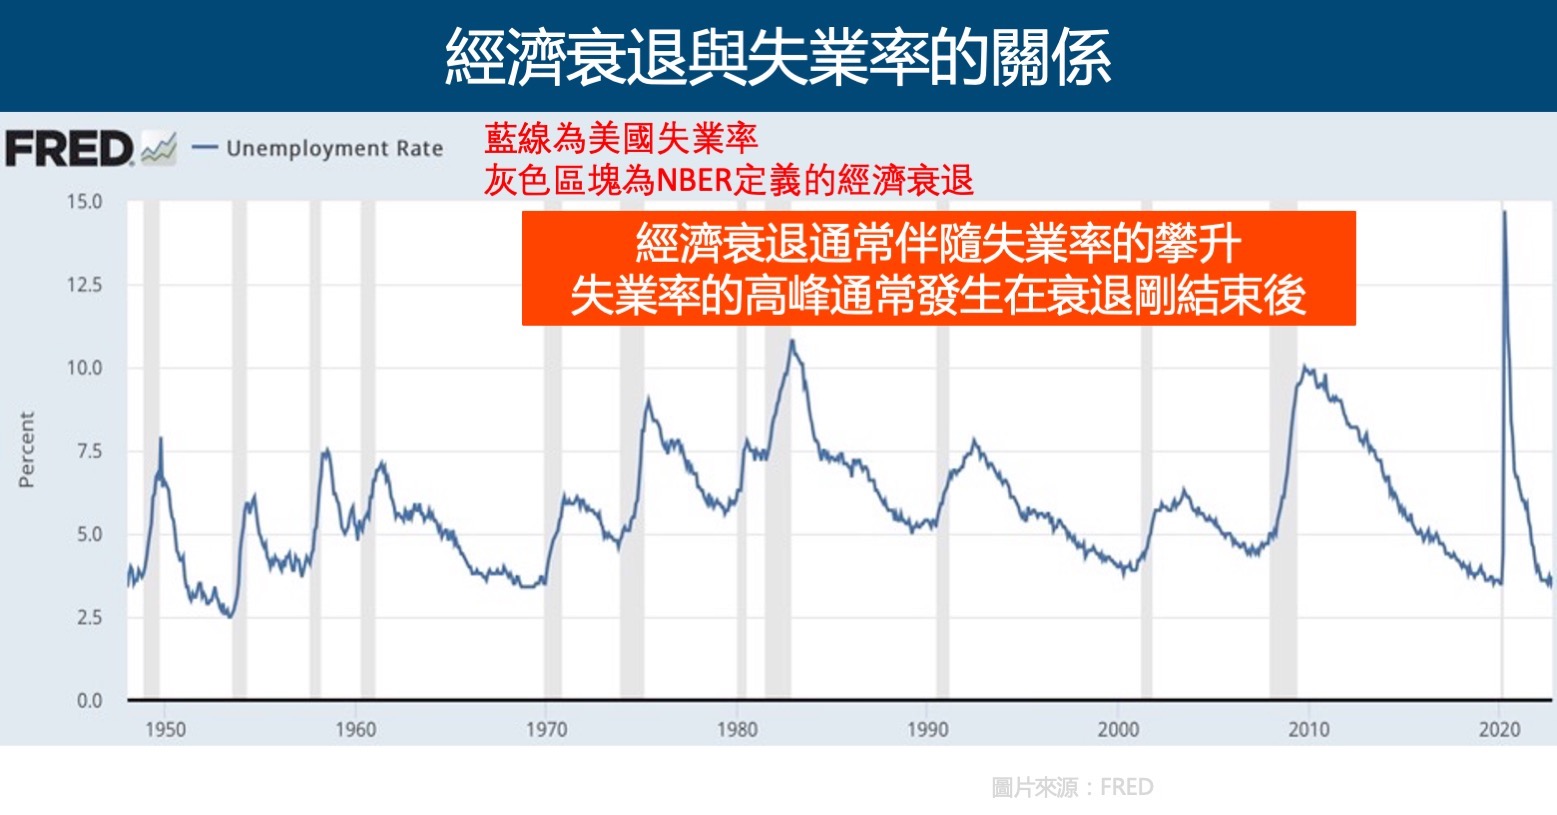 經濟衰退與失業率的關係
FRED Unemployment Rate
藍線為美國失業率
灰色區塊為NBER定義的經濟衰退
經濟衰退通常伴隨失業率的攀升
失業率的高峰通常發生在衰退剛結束後
Percent
15.0
12.5
10.0
7.5
5.0
2.5
0.0
1950 1960 1970 1980 1990 2000 2010 2020
圖片來源：FRED